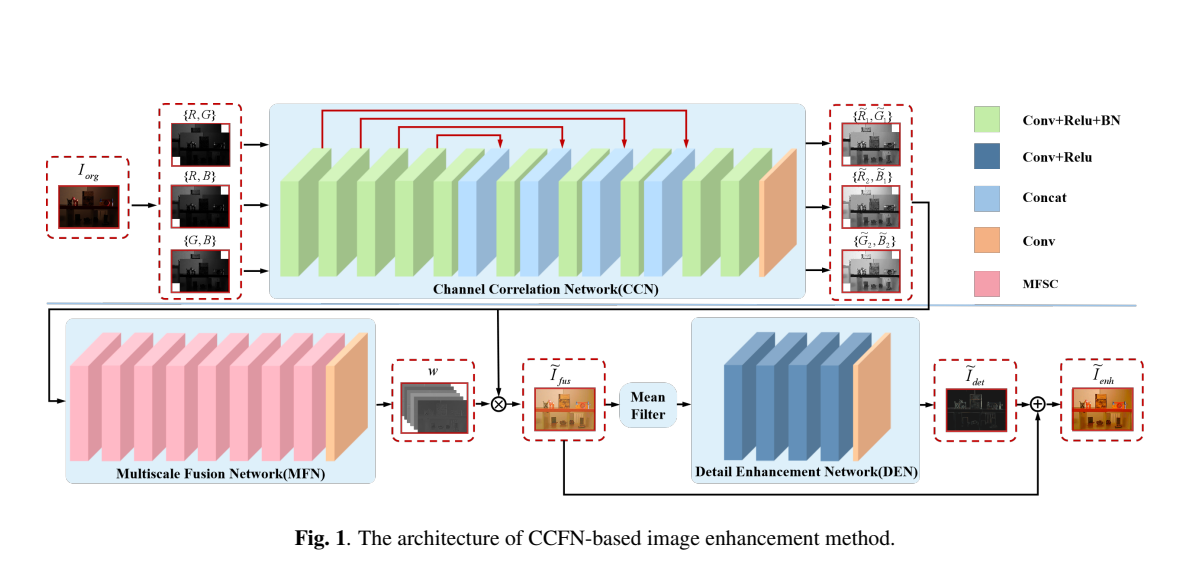 I_org
{R,G}
{R,B}
{G,B}
Channel Correlation Network(CCN)
{R̃₁,G̃₁}
{R̃₂,B̃₁}
{G̃₂,B̃₂}
Conv+Relu+BN
Conv+Relu
Concat
Conv
MFSC
Multiscale Fusion Network(MFN)
w
⊗
Ĩ_fus
Mean
Filter
Detail Enhancement Network(DEN)
Ĩ_det
⊕
Ĩ_enh
Fig. 1. The architecture of CCFN-based image enhancement method.